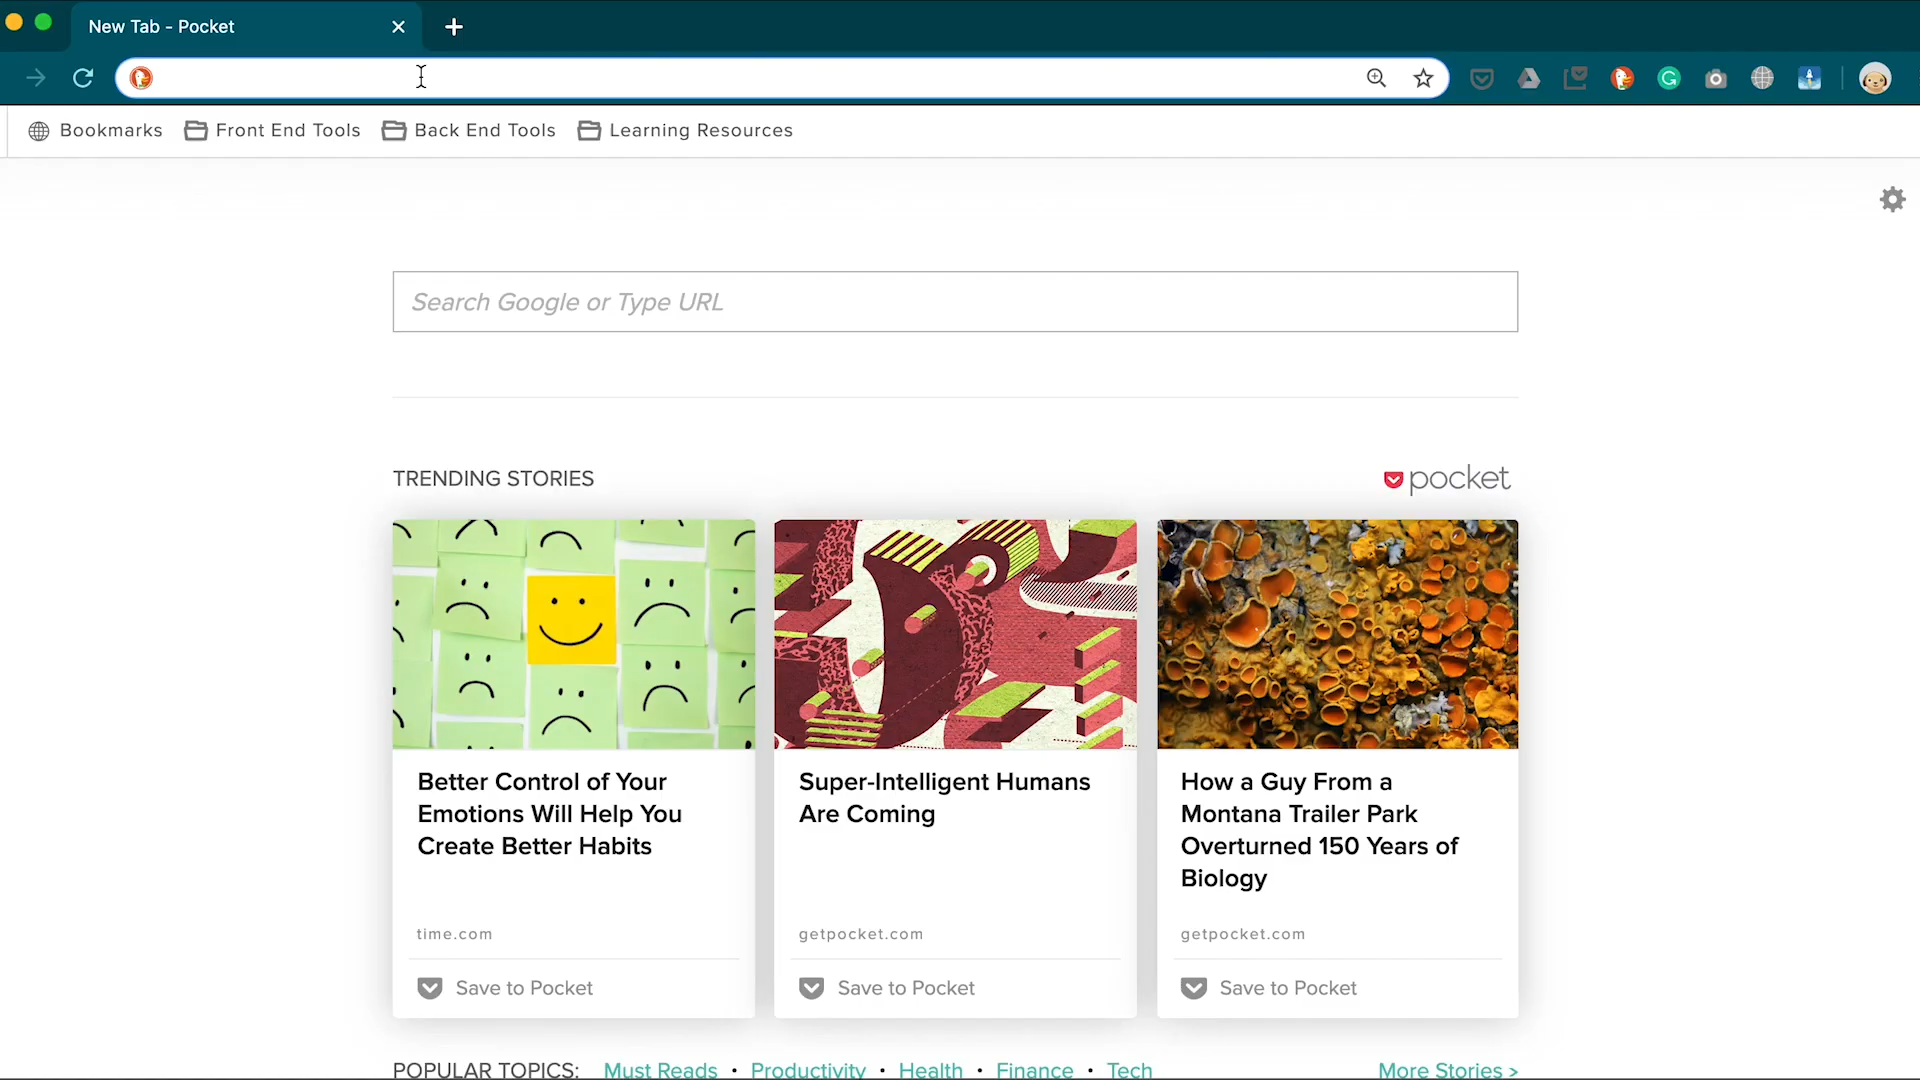 New Tab - Pocket
Bookmarks Front End Tools Back End Tools Learning Resources
Search Google or Type URL
TRENDING STORIES pocket
Better Control of Your
Emotions Will Help You
Create Better Habits
time.com
Save to Pocket
Super-Intelligent Humans
Are Coming
getpocket.com
Save to Pocket
How a Guy From a
Montana Trailer Park
Overturned 150 Years of
Biology
getpocket.com
Save to Pocket
POPULAR TOPICS: Must Reads • Productivity • Health • Finance • Tech More Stories >